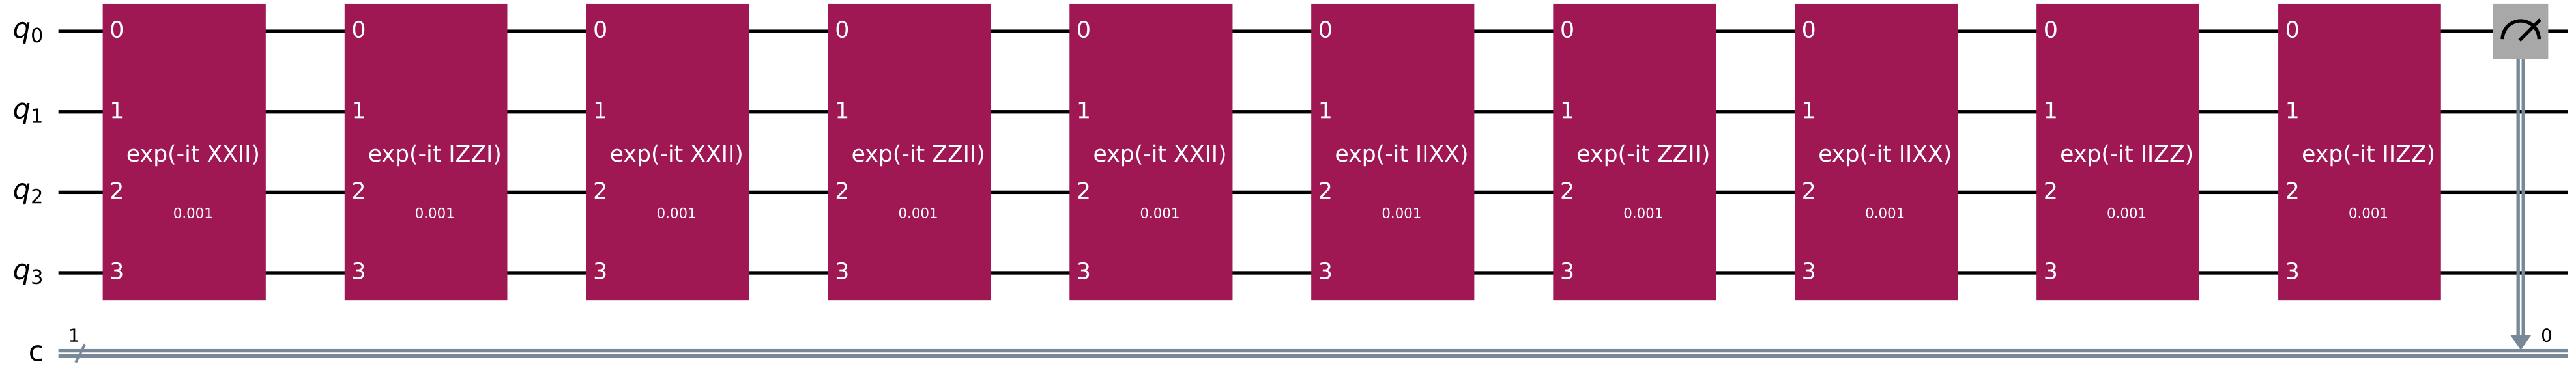 q0 0 0 0 0 0 0 0 0 0 0
q1 1 1 1 1 1 1 1 1 1 1
exp(-it XXII) exp(-it IZZI) exp(-it XXII) exp(-it ZZII) exp(-it XXII) exp(-it IIXX) exp(-it ZZII) exp(-it IIXX) exp(-it IIZZ) exp(-it IIZZ)
q2 2 2 2 2 2 2 2 2 2 2
0.001 0.001 0.001 0.001 0.001 0.001 0.001 0.001 0.001 0.001
q3 3 3 3 3 3 3 3 3 3 3
1 0
c